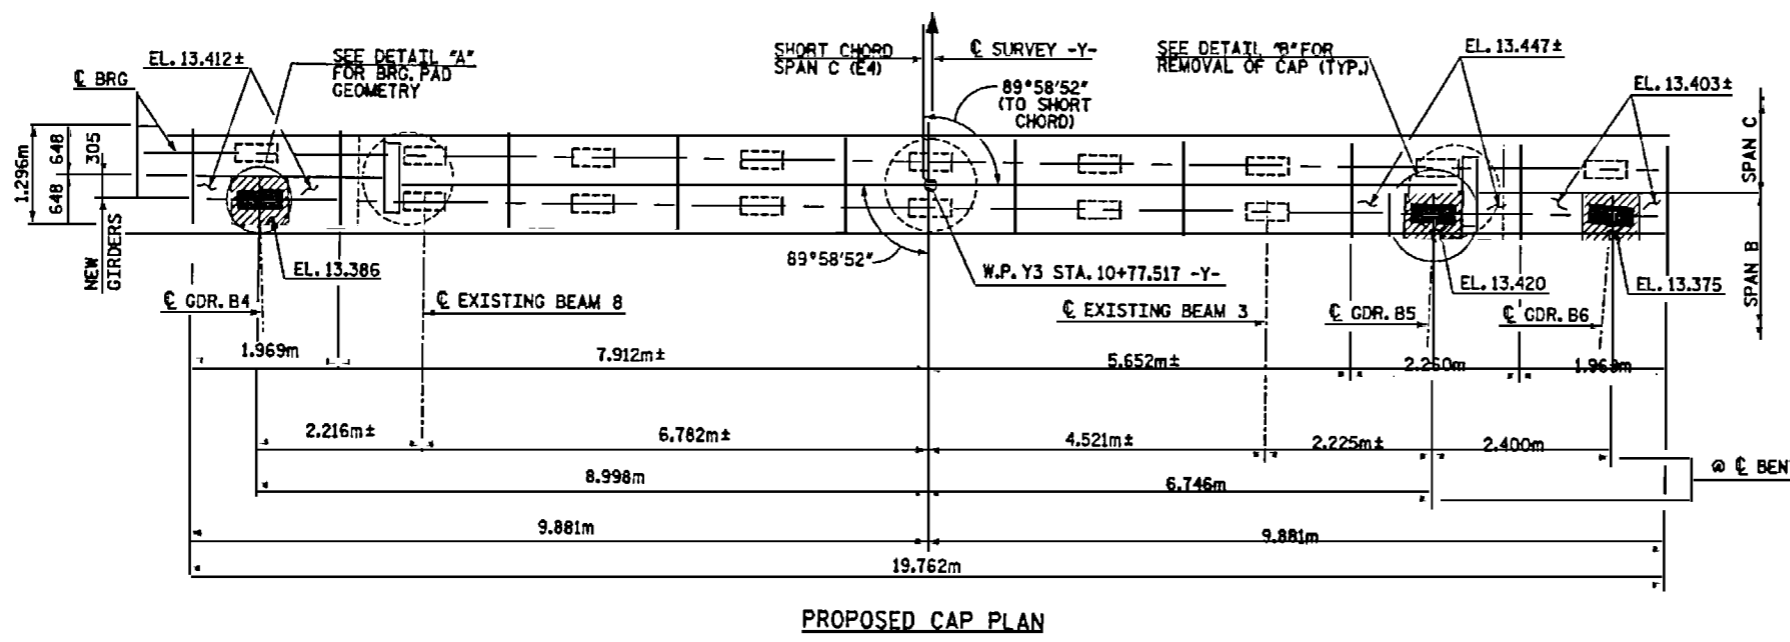 EL. 13.412±
SEE DETAIL "A"
FOR BRG. PAD
GEOMETRY
℄ BRG
SHORT CHORD
SPAN C (E4)
℄ SURVEY -Y-
89°58'52"
(TO SHORT
CHORD)
SEE DETAIL "B" FOR
REMOVAL OF CAP (TYP.)
EL. 13.447±
EL. 13.403±
1.296m
648
648
305
NEW
GIRDERS
SPAN C
SPAN B
EL. 13.386
89°58'52"
W.P. Y3 STA. 10+77.517 -Y-
EL. 13.420
EL. 13.375
℄ GDR. B4
℄ EXISTING BEAM 8
℄ EXISTING BEAM 3
℄ GDR. B5
℄ GDR. B6
1.969m
7.912m±
5.652m±
2.260m
1.969m
2.216m±
6.782m±
4.521m±
2.225m±
2.400m
@ ℄ BEN
8.998m
6.746m
9.881m
9.881m
19.762m
PROPOSED CAP PLAN